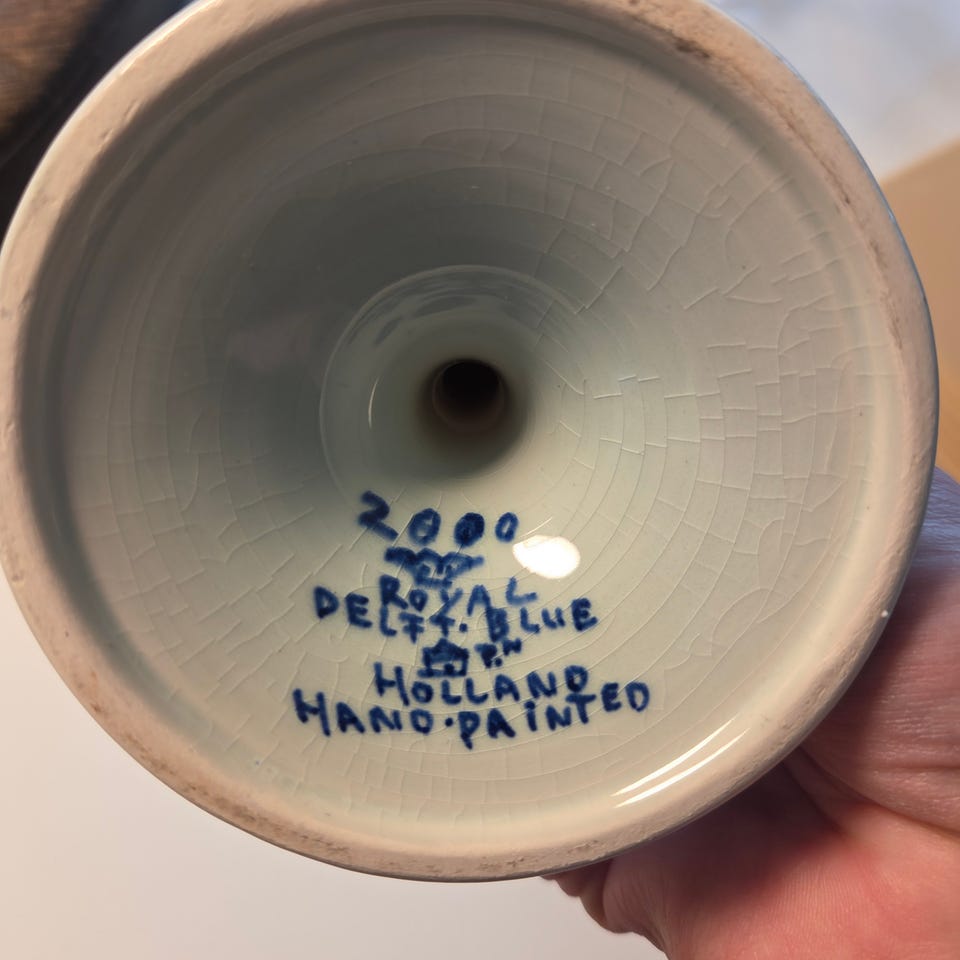 2000
ROYAL
DELFT. BLUE
P.N
HOLLAND
HAND.PAINTED